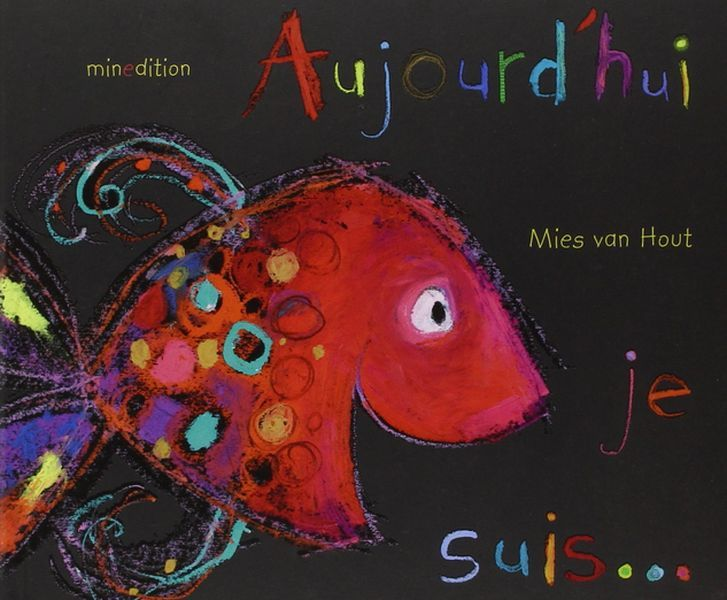 minedition
Aujourd'hui
Mies van Hout
je
suis...